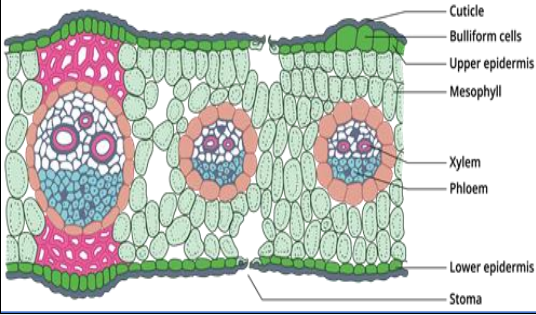 Cuticle
Bulliform cells
Upper epidermis
Mesophyll
Xylem
Phloem
Lower epidermis
Stoma